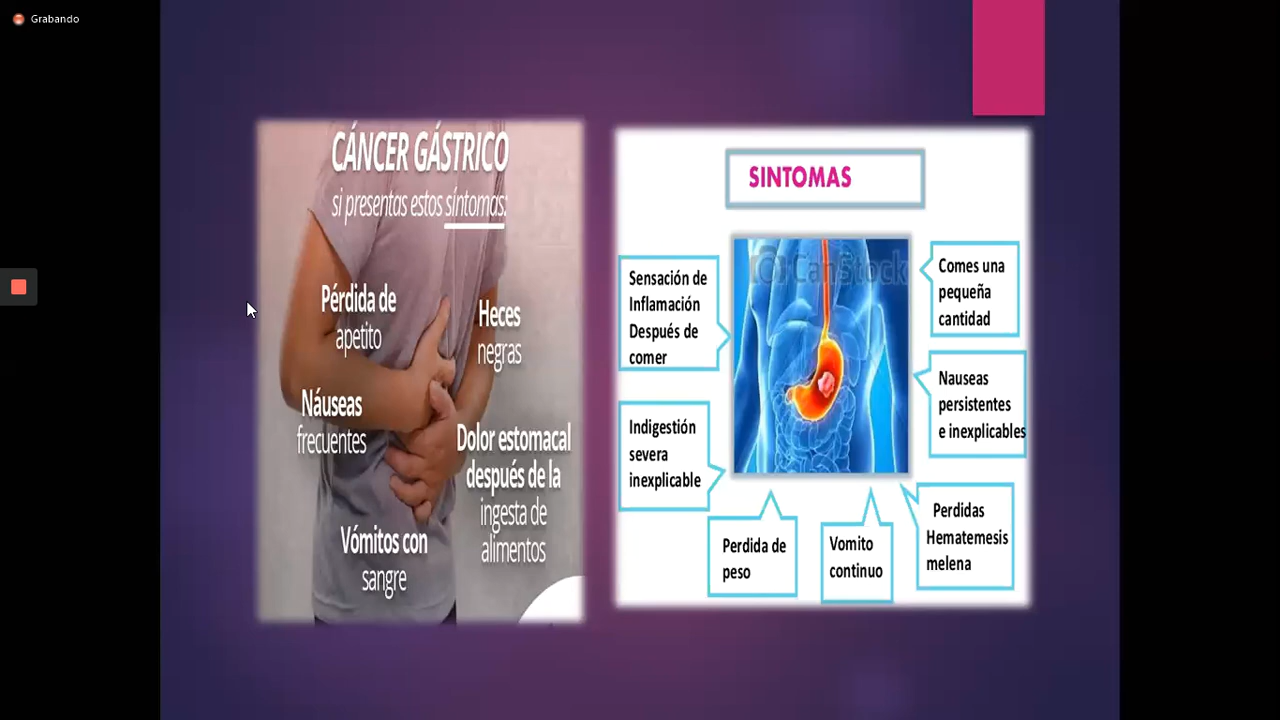 Grabando
CÁNCER GÁSTRICO
si presentas estos síntomas:
Pérdida de
apetito
Heces
negras
Náuseas
frecuentes
Dolor estomacal
después de la
ingesta de
alimentos
Vómitos con
sangre
SINTOMAS
CanStock
Sensación de
Inflamación
Después de
comer
Comes una
pequeña
cantidad
Nauseas
persistentes
e inexplicables
Indigestión
severa
inexplicable
Perdida de
peso
Vomito
continuo
Perdidas
Hematemesis
melena